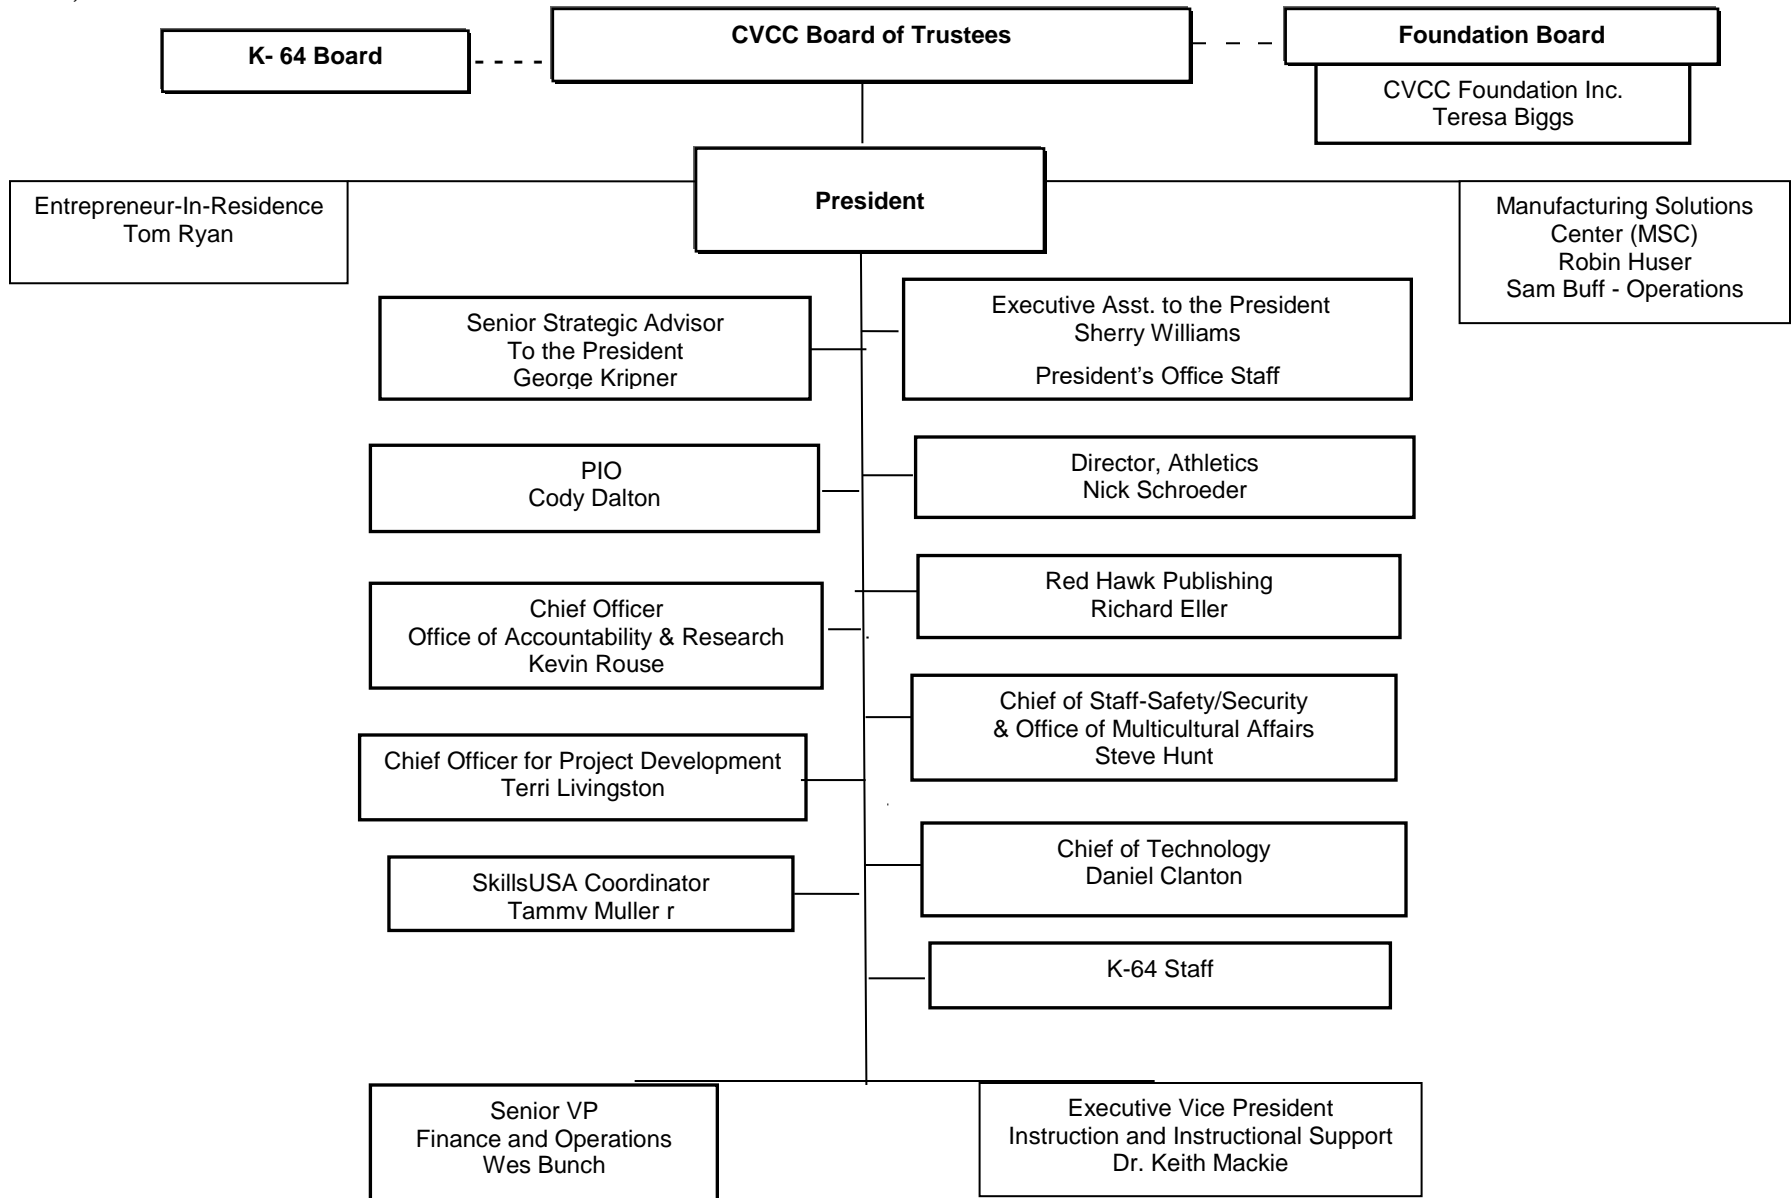 K- 64 Board
CVCC Board of Trustees
Foundation Board
CVCC Foundation Inc.
Teresa Biggs
President
Entrepreneur-In-Residence
Tom Ryan
Manufacturing Solutions
Center (MSC)
Robin Huser
Sam Buff - Operations
Senior Strategic Advisor
To the President
George Kripner
Executive Asst. to the President
Sherry Williams
President’s Office Staff
PIO
Cody Dalton
Director, Athletics
Nick Schroeder
Chief Officer
Office of Accountability & Research
Kevin Rouse
Red Hawk Publishing
Richard Eller
Chief of Staff-Safety/Security
& Office of Multicultural Affairs
Steve Hunt
Chief Officer for Project Development
Terri Livingston
Chief of Technology
Daniel Clanton
SkillsUSA Coordinator
Tammy Muller r
K-64 Staff
Senior VP
Finance and Operations
Wes Bunch
Executive Vice President
Instruction and Instructional Support
Dr. Keith Mackie